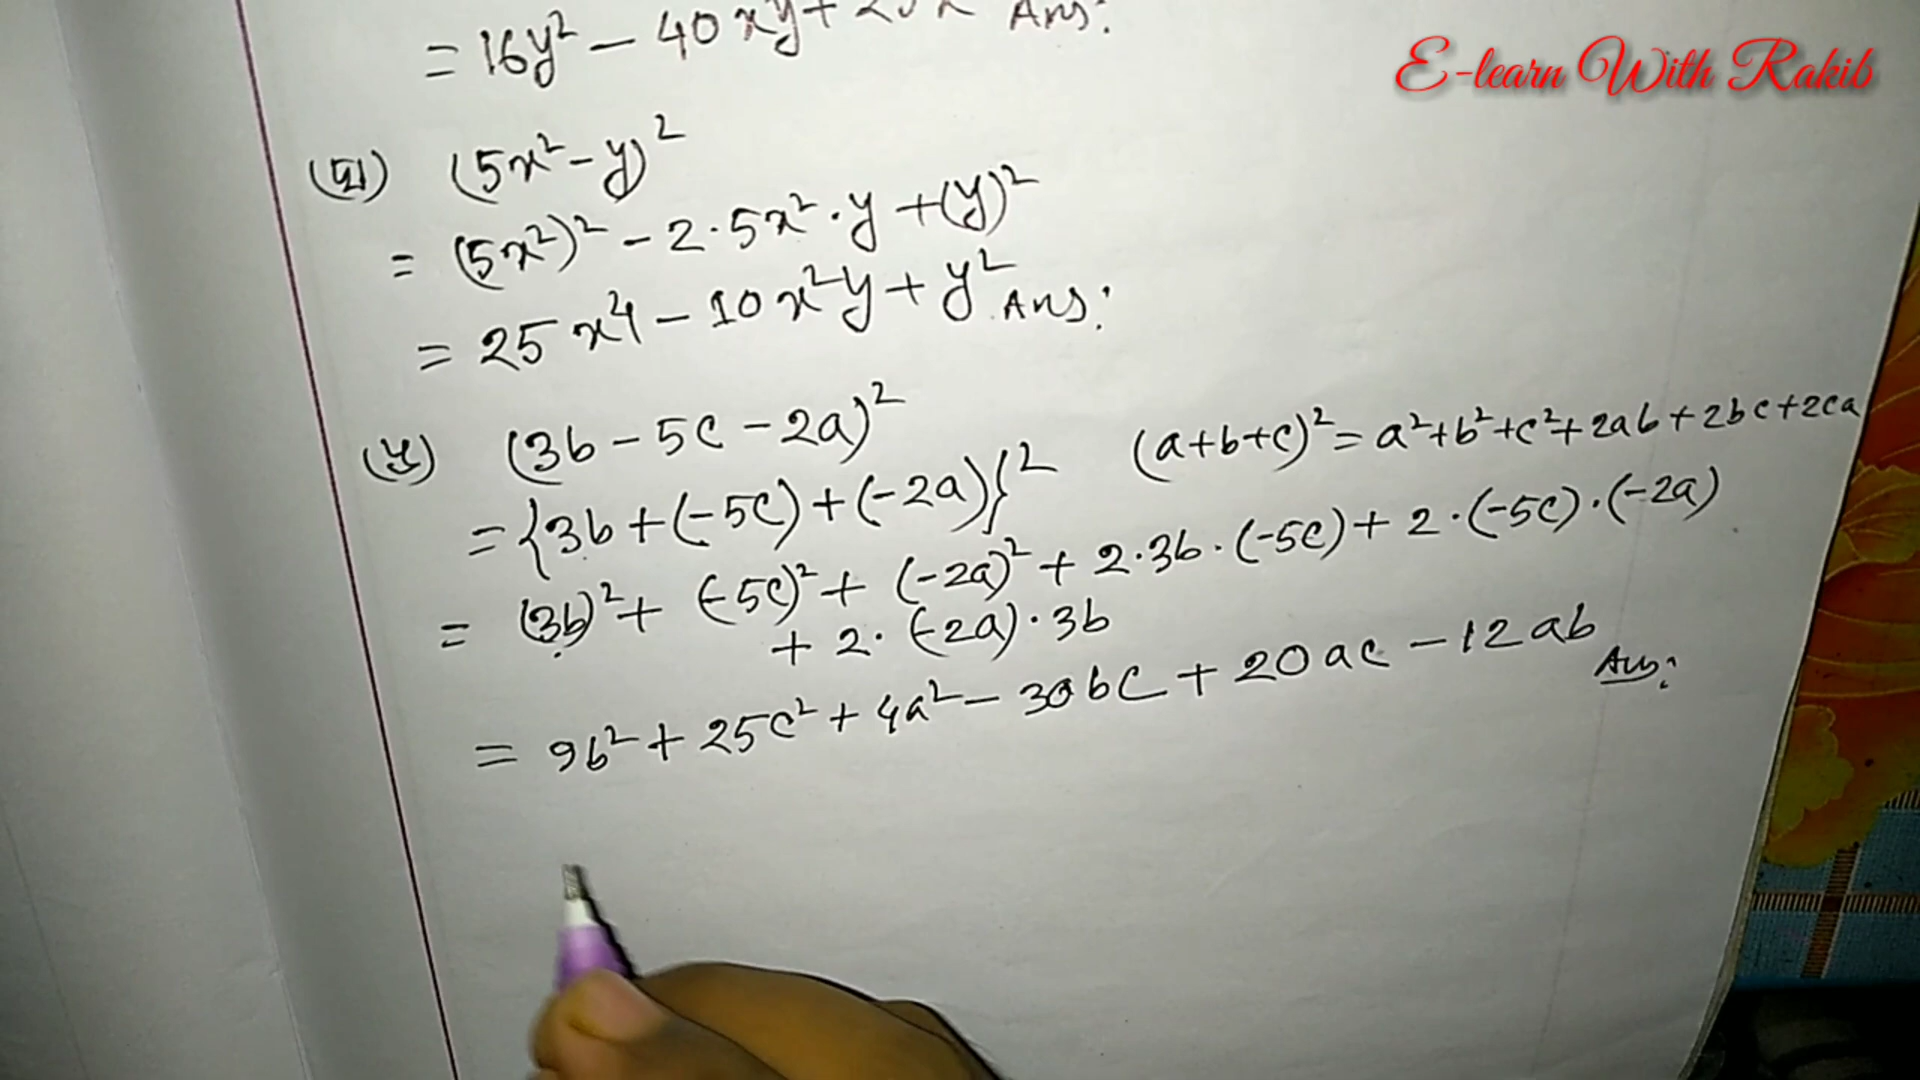 = 16y² – 40xy + Ans:
E-learn With Rakib
(5x² – y)²
= (5x²)² – 2·5x²·y + (y)²
= 25x⁴ – 10x²y + y² Ans:
(3b – 5c – 2a)² (a+b+c)² = a²+b²+c²+2ab+2bc+2ca
= {3b + (–5c) + (–2a)}²
= (3b)² + (–5c)² + (–2a)² + 2·3b·(–5c) + 2·(–5c)·(–2a)
+ 2·(–2a)·3b
= 9b² + 25c² + 4a² – 30bc + 20ac – 12ab Ans: